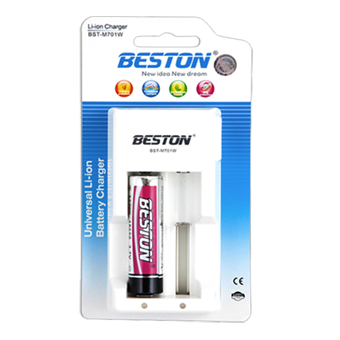 Li-ion Charger
BST-M701W
BESTON
New idea New dream
BESTON
BST-M701W
Universal Li-ion
Battery Charger
BESTON
CE